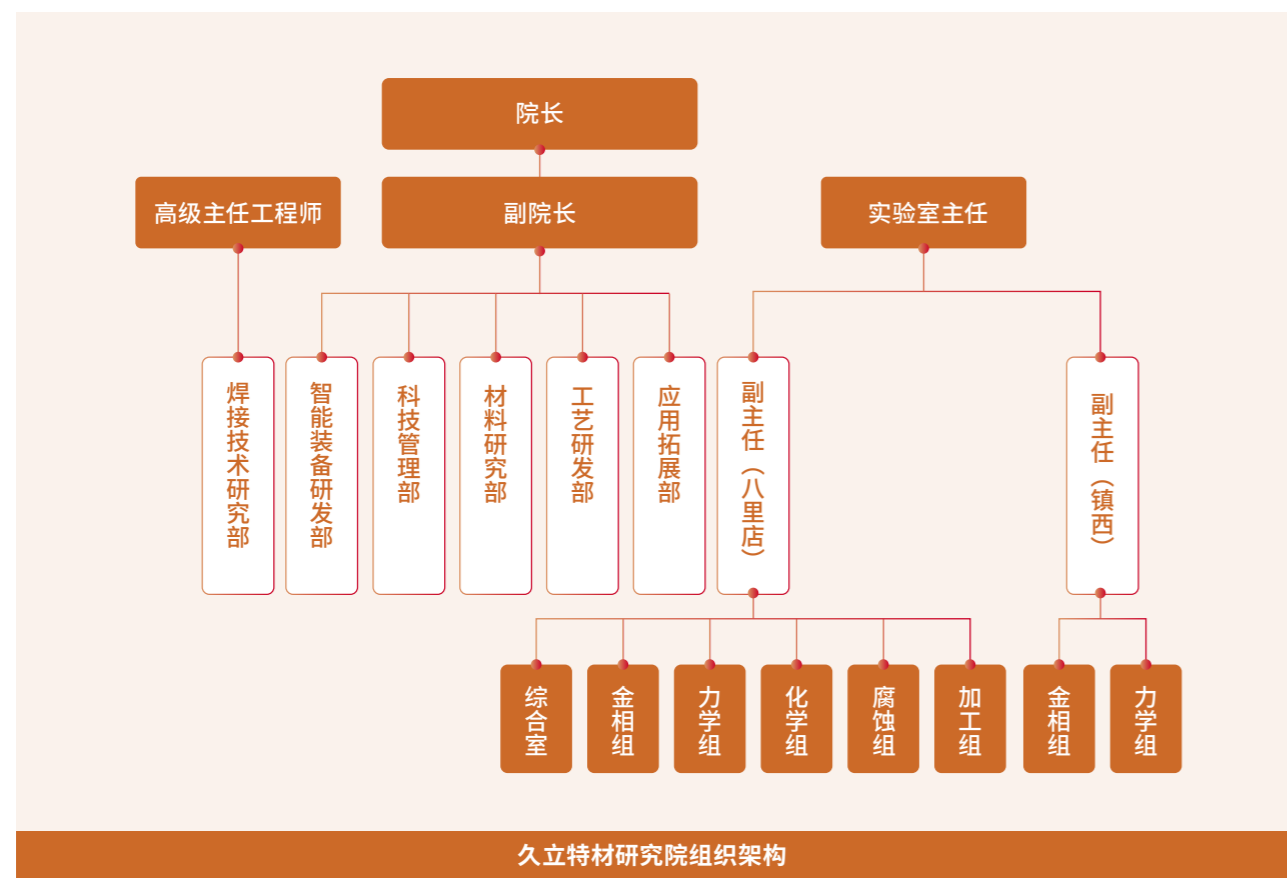 院长
高级主任工程师
副院长
实验室主任
焊接技术研究部
智能装备研发部
科技管理部
材料研究部
工艺研发部
应用拓展部
副主任（八里店）
副主任（镇西）
综合室
金相组
力学组
化学组
腐蚀组
加工组
金相组
力学组
久立特材研究院组织架构